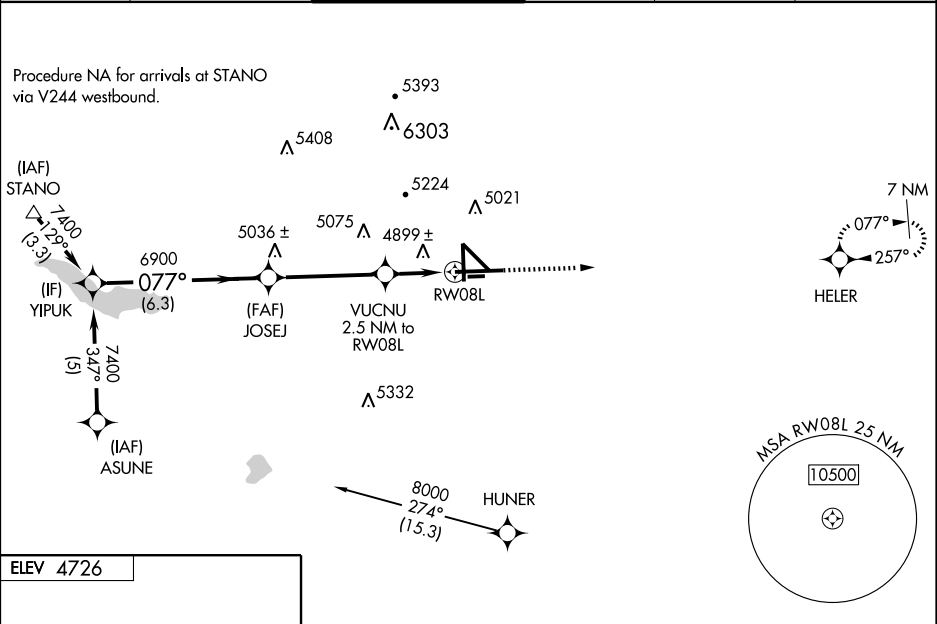 Procedure NA for arrivals at STANO
via V244 westbound.
5393
6303
5408
(IAF)
STANO
7400
129°
(3.3)
5224
5021
7 NM
077°
257°
HELER
5036 ±
5075
4899 ±
6900
077°
(6.3)
(IF)
YIPUK
(FAF)
JOSEJ
VUCNU
2.5 NM to
RW08L
RW08L
7400
347°
(5)
(IAF)
ASUNE
5332
8000
274°
(15.3)
HUNER
MSA RW08L 25 NM
10500
ELEV 4726